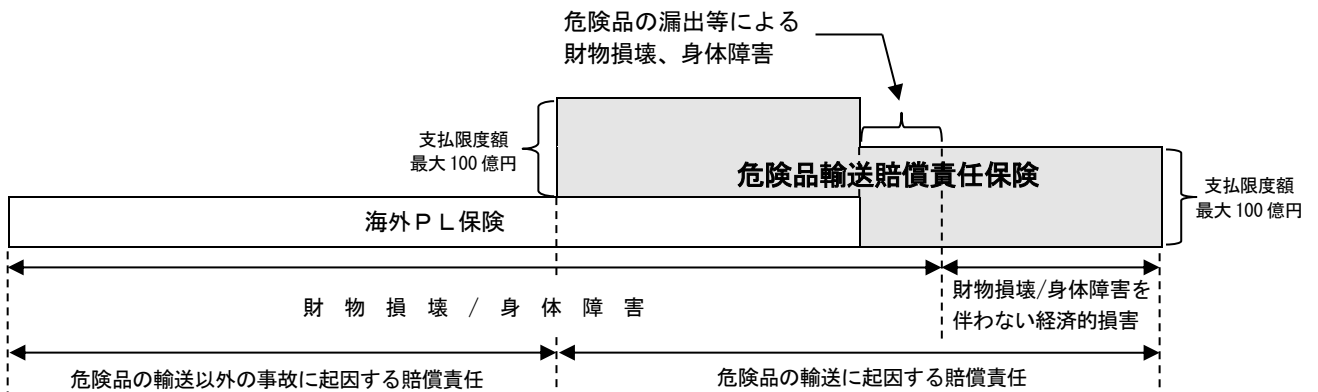 危険品の漏出等による
財物損壊、身体障害
支払限度額
最大 100 億円
危険品輸送賠償責任保険
支払限度額
最大 100 億円
海外ＰＬ保険
財 物 損 壊 / 身 体 障 害
財物損壊/身体障害を
伴わない経済的損害
危険品の輸送以外の事故に起因する賠償責任
危険品の輸送に起因する賠償責任